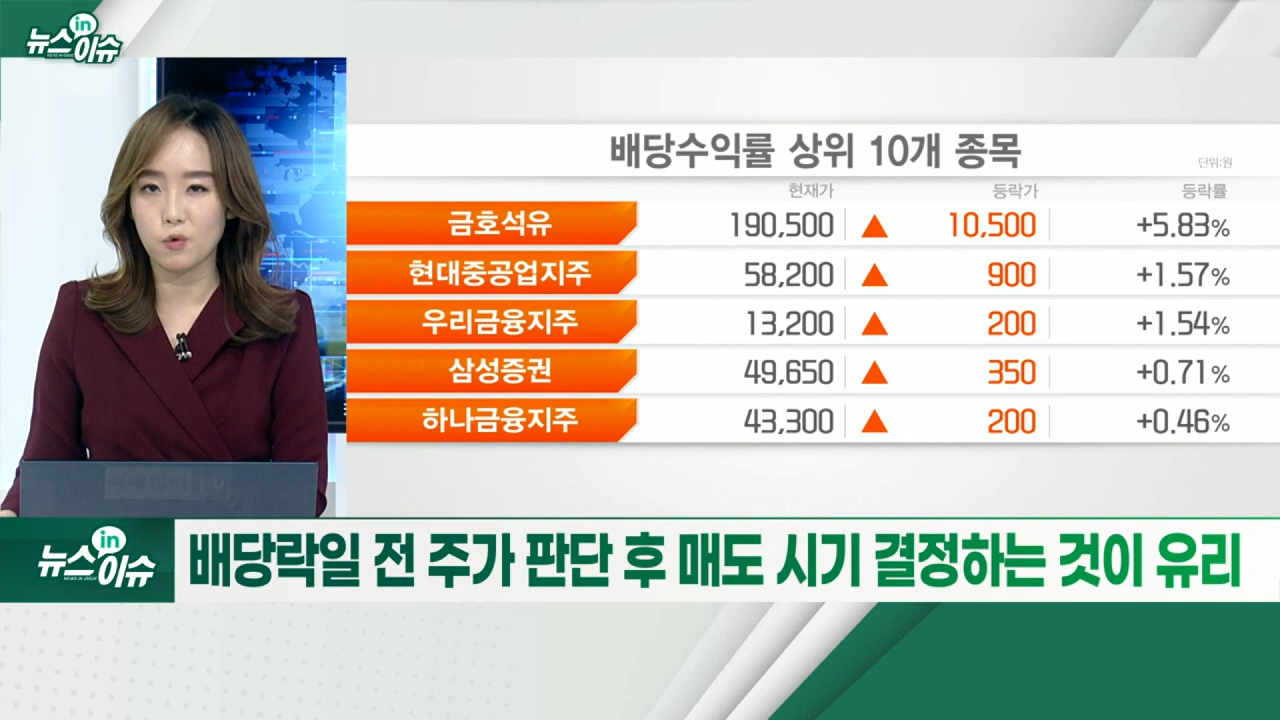 뉴스in이슈
배당수익률 상위 10개 종목
단위:원
현재가 등락가 등락률
금호석유 190,500 ▲ 10,500 +5.83%
현대중공업지주 58,200 ▲ 900 +1.57%
우리금융지주 13,200 ▲ 200 +1.54%
삼성증권 49,650 ▲ 350 +0.71%
하나금융지주 43,300 ▲ 200 +0.46%
뉴스in이슈
NEWS IN ISSUE
배당락일 전 주가 판단 후 매도 시기 결정하는 것이 유리